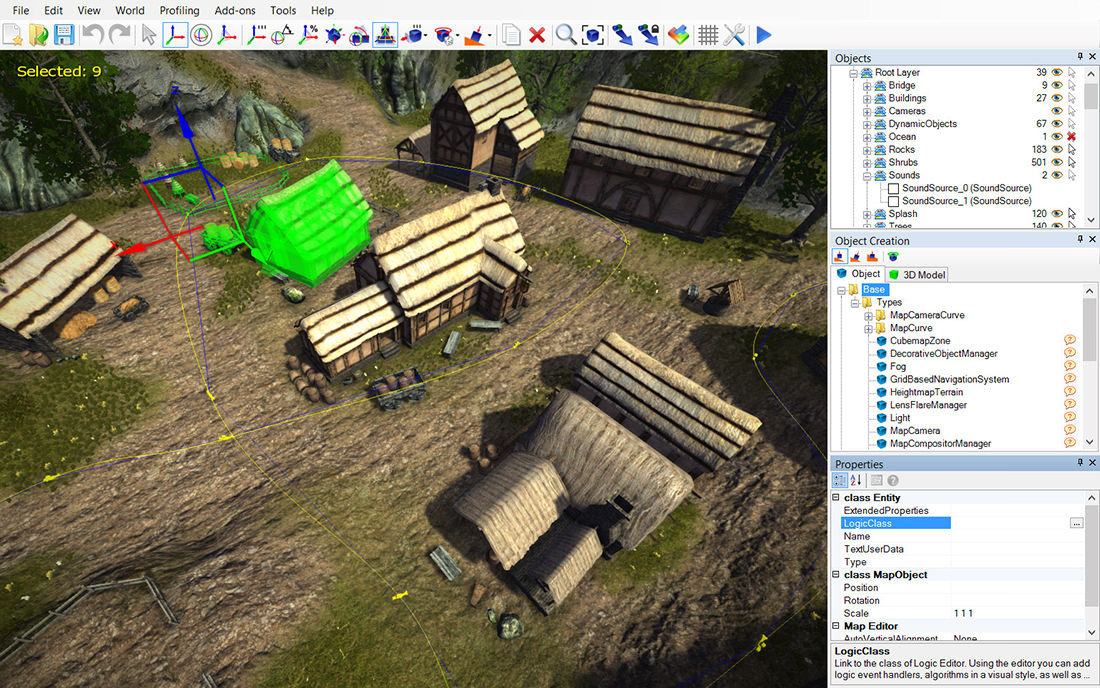 File Edit View World Profiling Add-ons Tools Help
Selected: 9
Z
Objects
Root Layer 39
Bridge 9
Buildings 27
Cameras
DynamicObjects 67
Ocean 1
Rocks 183
Shrubs 501
Sounds 2
SoundSource_0 (SoundSource)
SoundSource_1 (SoundSource)
Splash 120
Trees 140
Object Creation
Object 3D Model
Base
Types
MapCameraCurve
MapCurve
CubemapZone
DecorativeObjectManager
Fog
GridBasedNavigationSystem
HeightmapTerrain
LensFlareManager
Light
MapCamera
MapCompositorManager
Properties
class Entity
ExtendedProperties
LogicClass ...
Name
TextUserData
Type
class MapObject
Position
Rotation
Scale 1 1 1
Map Editor
AutoVerticalAlignment None
LogicClass
Link to the class of Logic Editor. Using the editor you can add
logic event handlers, algorithms in a visual style, as well as ...